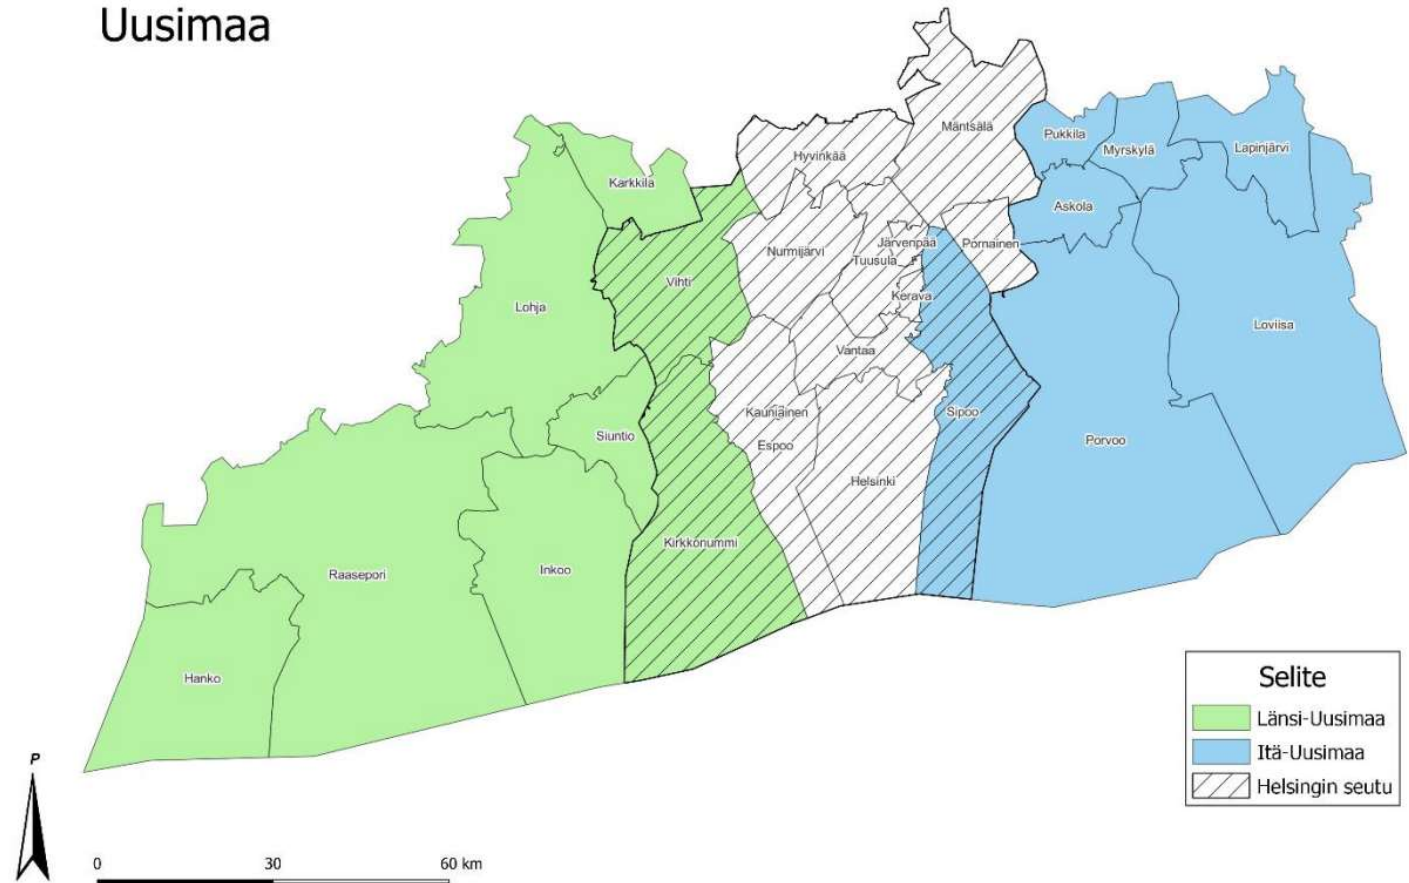 Uusimaa
Mäntsälä
Pukkila
Myrskylä
Lapinjärvi
Hyvinkää
Karkkila
Askola
Järvenpää
Pornainen
Nurmijärvi
Tuusula
Vihti
Kerava
Lohja
Loviisa
Vantaa
Kauniainen
Sipoo
Siuntio
Espoo
Porvoo
Helsinki
Kirkkonummi
Inkoo
Raasepori
Hanko
Selite
Länsi-Uusimaa
Itä-Uusimaa
Helsingin seutu
P
0 30 60 km